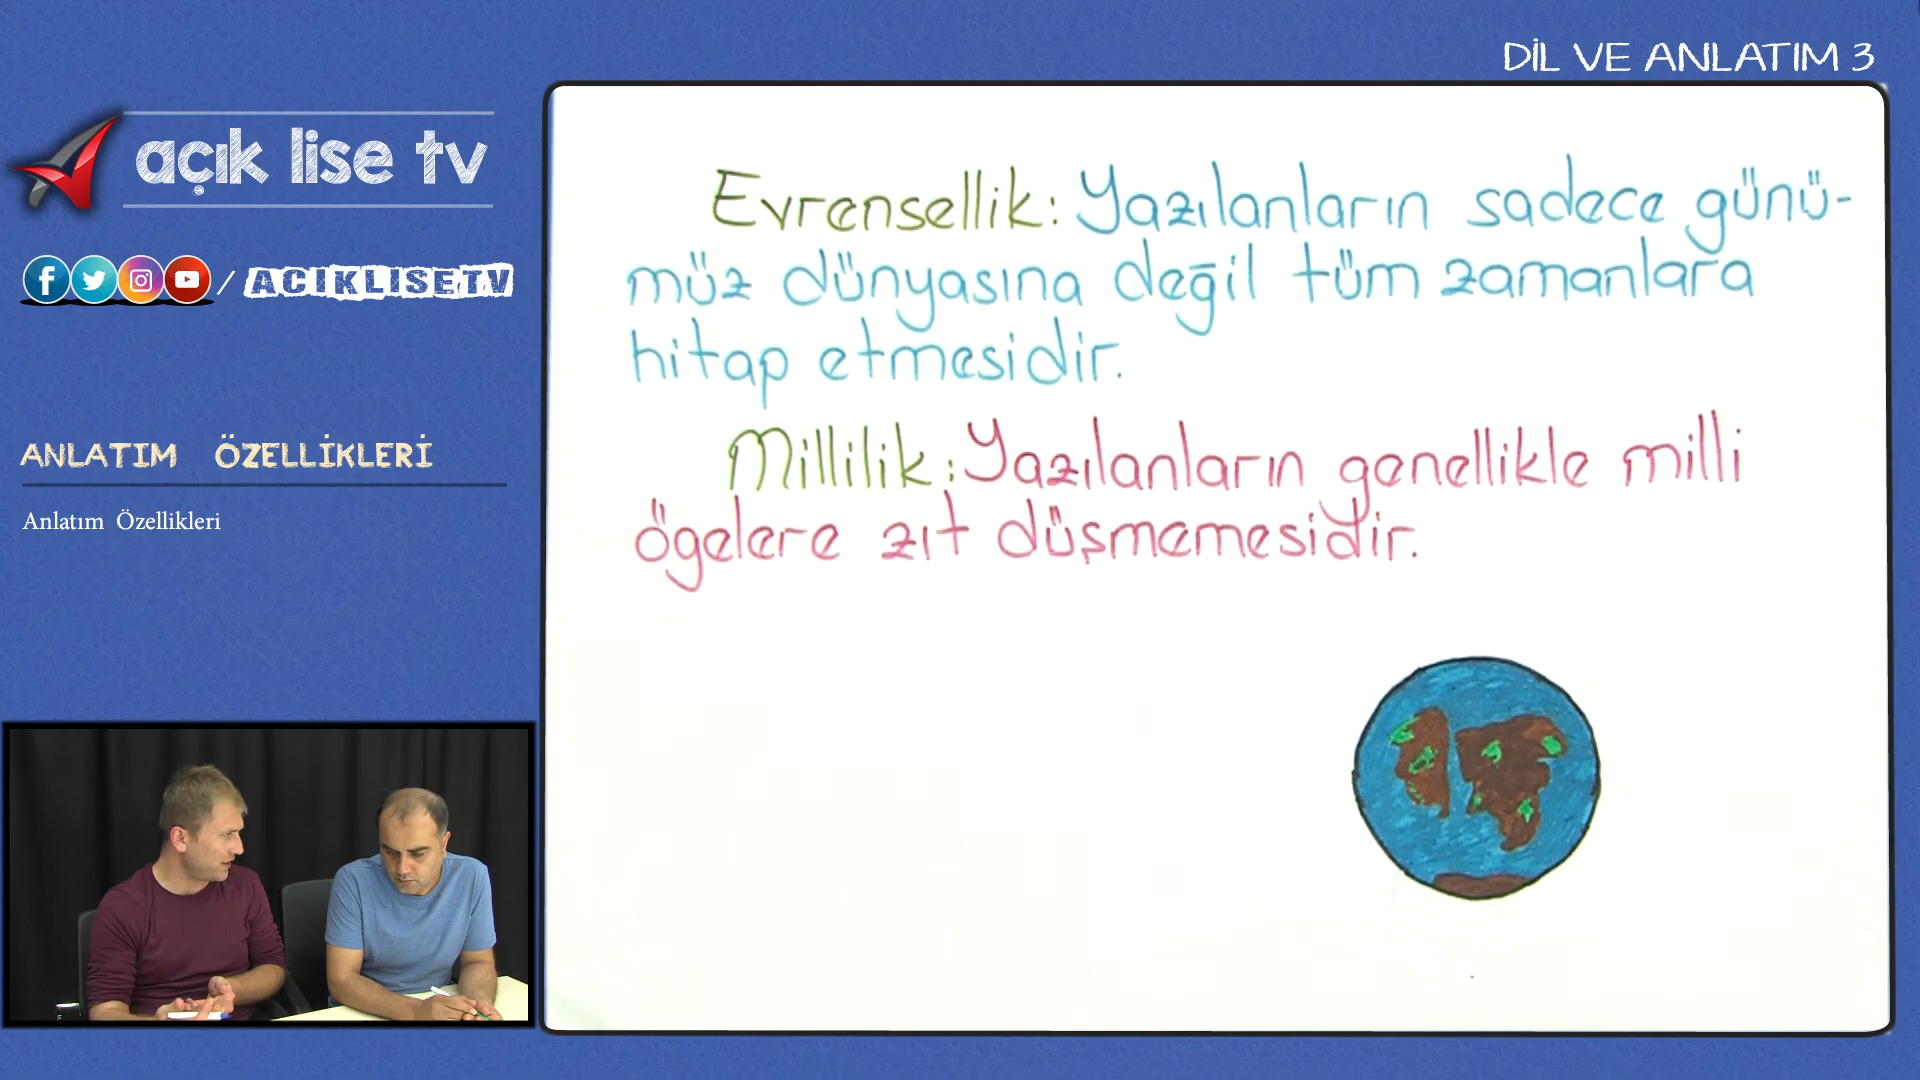 DİL VE ANLATIM 3
açık lise tv
/ ACIKLISETV
ANLATIM ÖZELLİKLERİ
Anlatım Özellikleri
Evrensellik: Yazılanların sadece günü-
müz dünyasına değil tüm zamanlara
hitap etmesidir.
Millilik: Yazılanların genellikle milli
ögelere zıt düşmemesidir.